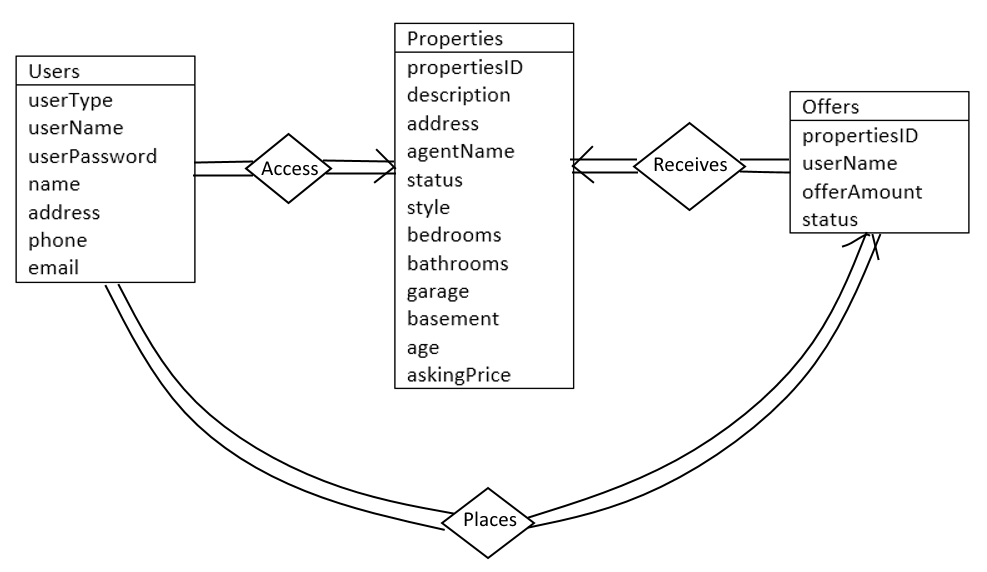 Users
userType
userName
userPassword
name
address
phone
email
Access
Properties
propertiesID
description
address
agentName
status
style
bedrooms
bathrooms
garage
basement
age
askingPrice
Receives
Offers
propertiesID
userName
offerAmount
status
Places